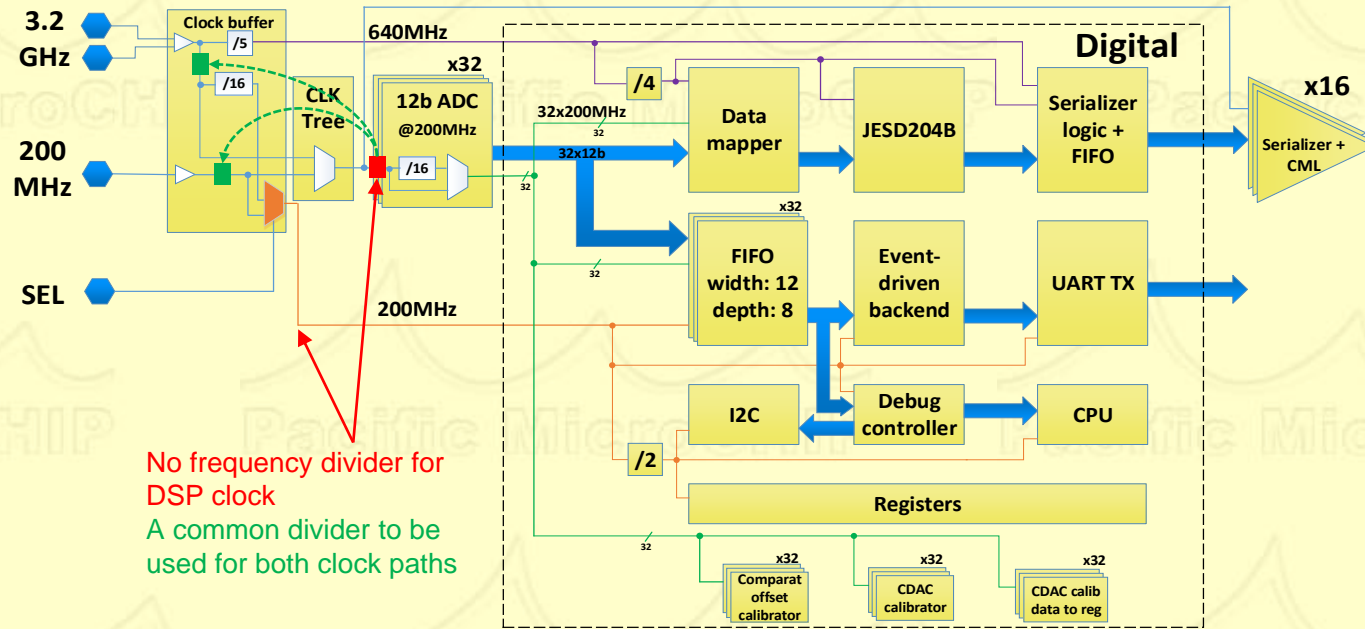 3.2
GHz
200
MHz
SEL
Clock buffer
/5
/16
640MHz
CLK
Tree
x32
12b ADC
@200MHz
/16
32
32x200MHz
32
32x12b
200MHz
Digital
/4
Data
mapper
JESD204B
Serializer
logic +
FIFO
x16
Serializer +
CML
x32
FIFO
width: 12
depth: 8
32
Event-
driven
backend
UART TX
I2C
Debug
controller
CPU
/2
Registers
32
x32
Comparat
offset
calibrator
x32
CDAC
calibrator
x32
CDAC calib
data to reg
No frequency divider for
DSP clock
A common divider to be
used for both clock paths
Pacific MicroCHIP